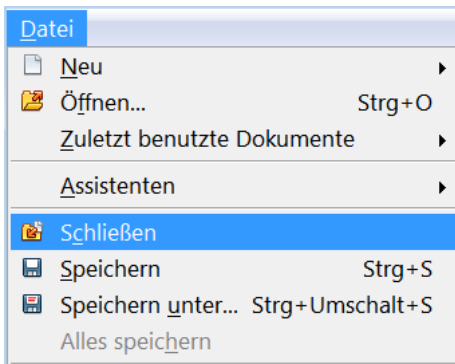 Datei
Neu
Öffnen... Strg+O
Zuletzt benutzte Dokumente
Assistenten
Schließen
Speichern Strg+S
Speichern unter... Strg+Umschalt+S
Alles speichern